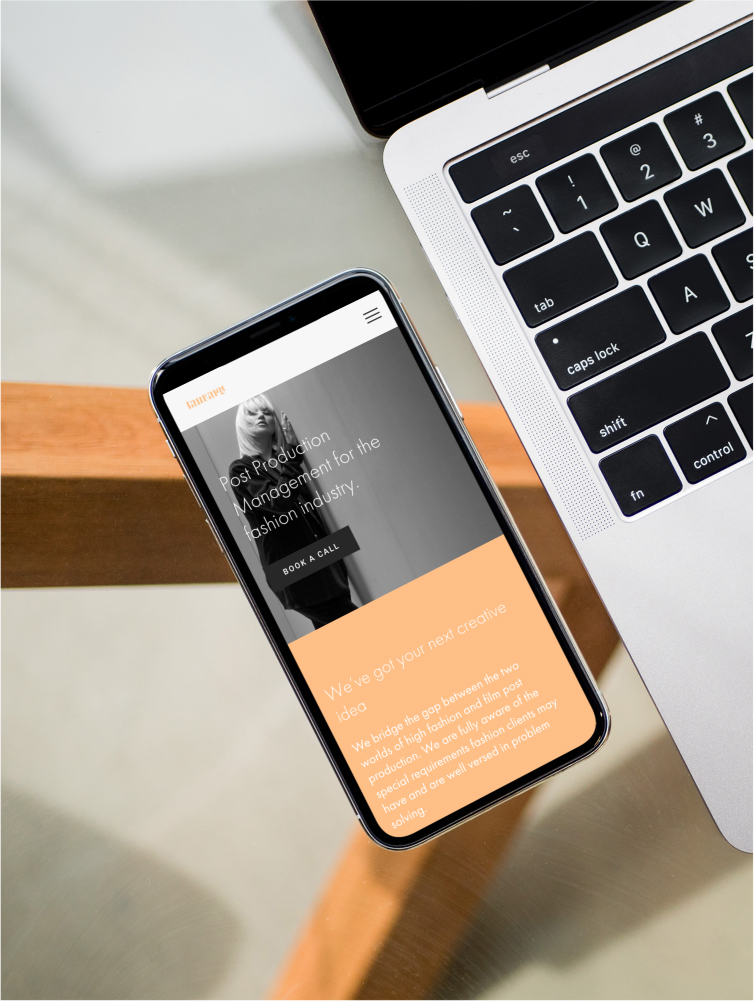 Post Production
Management for the
fashion industry.
BOOK A CALL
We've got your next creative
idea
We bridge the gap between the two
worlds of high fashion and film post
production. We are fully aware of the
special requirements fashion clients may
have and are well versed in problem
solving.
esc
~ ! @ #
` 1 2 3
tab Q W
caps lock A S
shift Z
fn control